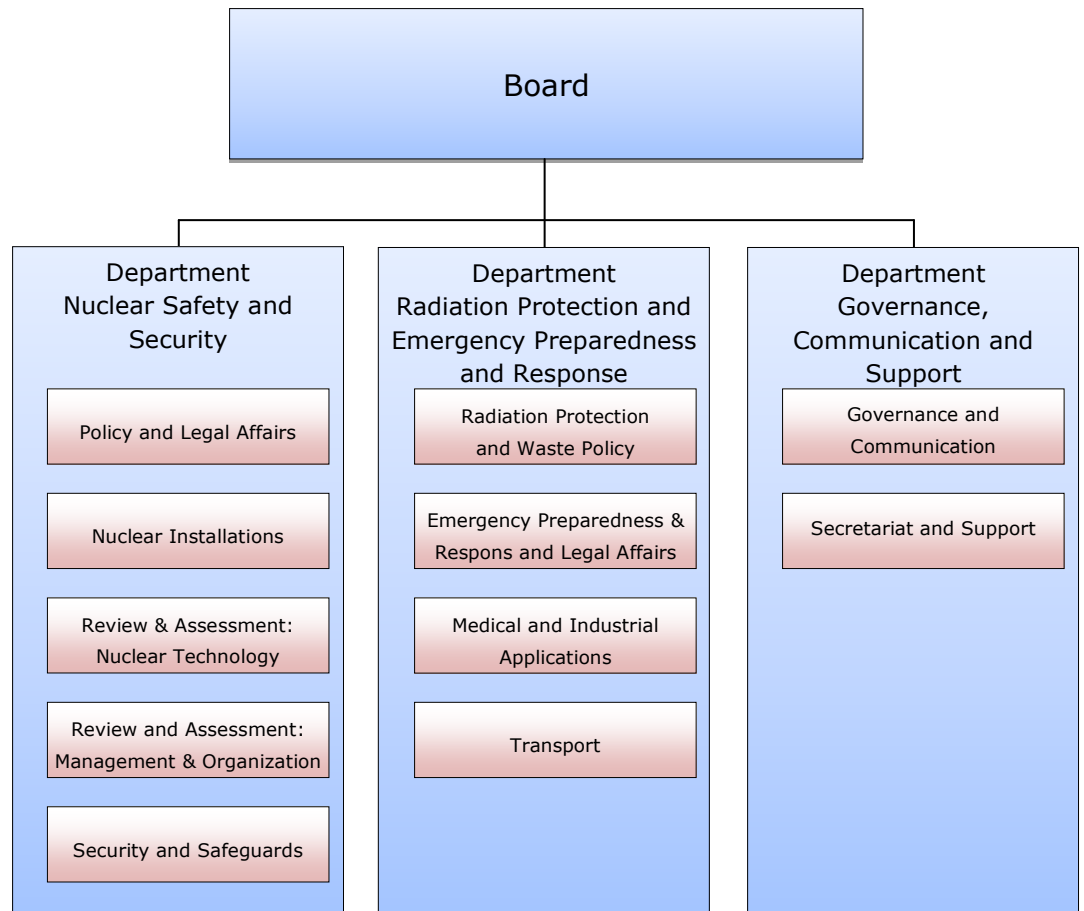 Board
Department
Nuclear Safety and
Security
Policy and Legal Affairs
Nuclear Installations
Review & Assessment:
Nuclear Technology
Review and Assessment:
Management & Organization
Security and Safeguards
Department
Radiation Protection and
Emergency Preparedness
and Response
Radiation Protection
and Waste Policy
Emergency Preparedness &
Respons and Legal Affairs
Medical and Industrial
Applications
Transport
Department
Governance,
Communication and
Support
Governance and
Communication
Secretariat and Support